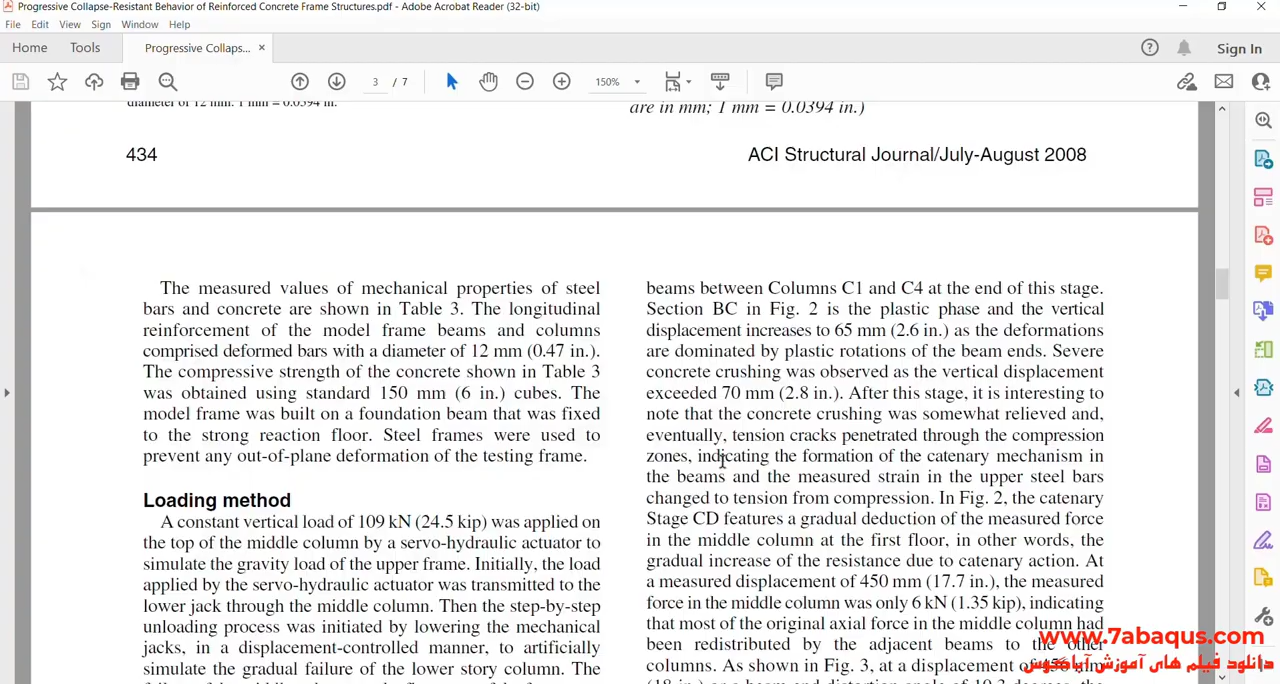 Progressive Collapse-Resistant Behavior of Reinforced Concrete Frame Structures.pdf - Adobe Acrobat Reader (32-bit)
File Edit View Sign Window Help
Home Tools Progressive Collaps... × Sign In
3 / 7 150%
diameter of 12 mm. 1 mm = 0.0394 in.
are in mm; 1 mm = 0.0394 in.)
434 ACI Structural Journal/July-August 2008
The measured values of mechanical properties of steel
bars and concrete are shown in Table 3. The longitudinal
reinforcement of the model frame beams and columns
comprised deformed bars with a diameter of 12 mm (0.47 in.).
The compressive strength of the concrete shown in Table 3
was obtained using standard 150 mm (6 in.) cubes. The
model frame was built on a foundation beam that was fixed
to the strong reaction floor. Steel frames were used to
prevent any out-of-plane deformation of the testing frame.
Loading method
A constant vertical load of 109 kN (24.5 kip) was applied on
the top of the middle column by a servo-hydraulic actuator to
simulate the gravity load of the upper frame. Initially, the load
applied by the servo-hydraulic actuator was transmitted to the
lower jack through the middle column. Then the step-by-step
unloading process was initiated by lowering the mechanical
jacks, in a displacement-controlled manner, to artificially
simulate the gradual failure of the lower story column. The
beams between Columns C1 and C4 at the end of this stage.
Section BC in Fig. 2 is the plastic phase and the vertical
displacement increases to 65 mm (2.6 in.) as the deformations
are dominated by plastic rotations of the beam ends. Severe
concrete crushing was observed as the vertical displacement
exceeded 70 mm (2.8 in.). After this stage, it is interesting to
note that the concrete crushing was somewhat relieved and,
eventually, tension cracks penetrated through the compression
zones, indicating the formation of the catenary mechanism in
the beams and the measured strain in the upper steel bars
changed to tension from compression. In Fig. 2, the catenary
Stage CD features a gradual deduction of the measured force
in the middle column at the first floor, in other words, the
gradual increase of the resistance due to catenary action. At
a measured displacement of 450 mm (17.7 in.), the measured
force in the middle column was only 6 kN (1.35 kip), indicating
that most of the original axial force in the middle column had
been redistributed by the adjacent beams to the other
columns. As shown in Fig. 3, at a displacement of 456 mm
www.7abaqus.com
دانلود فیلم های آموزش آباکوس